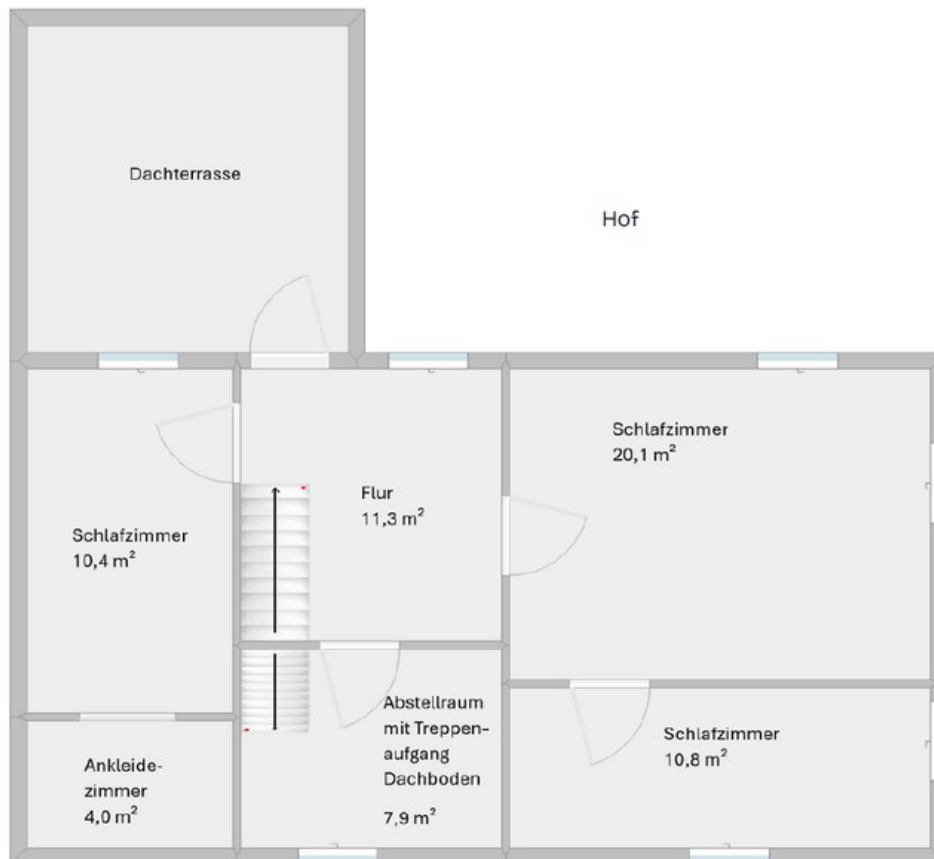 Dachterrasse
Hof
Schlafzimmer
20,1 m²
Flur
11,3 m²
Schlafzimmer
10,4 m²
Abstellraum
mit Treppen-
aufgang
Dachboden
7,9 m²
Schlafzimmer
10,8 m²
Ankleide-
zimmer
4,0 m²